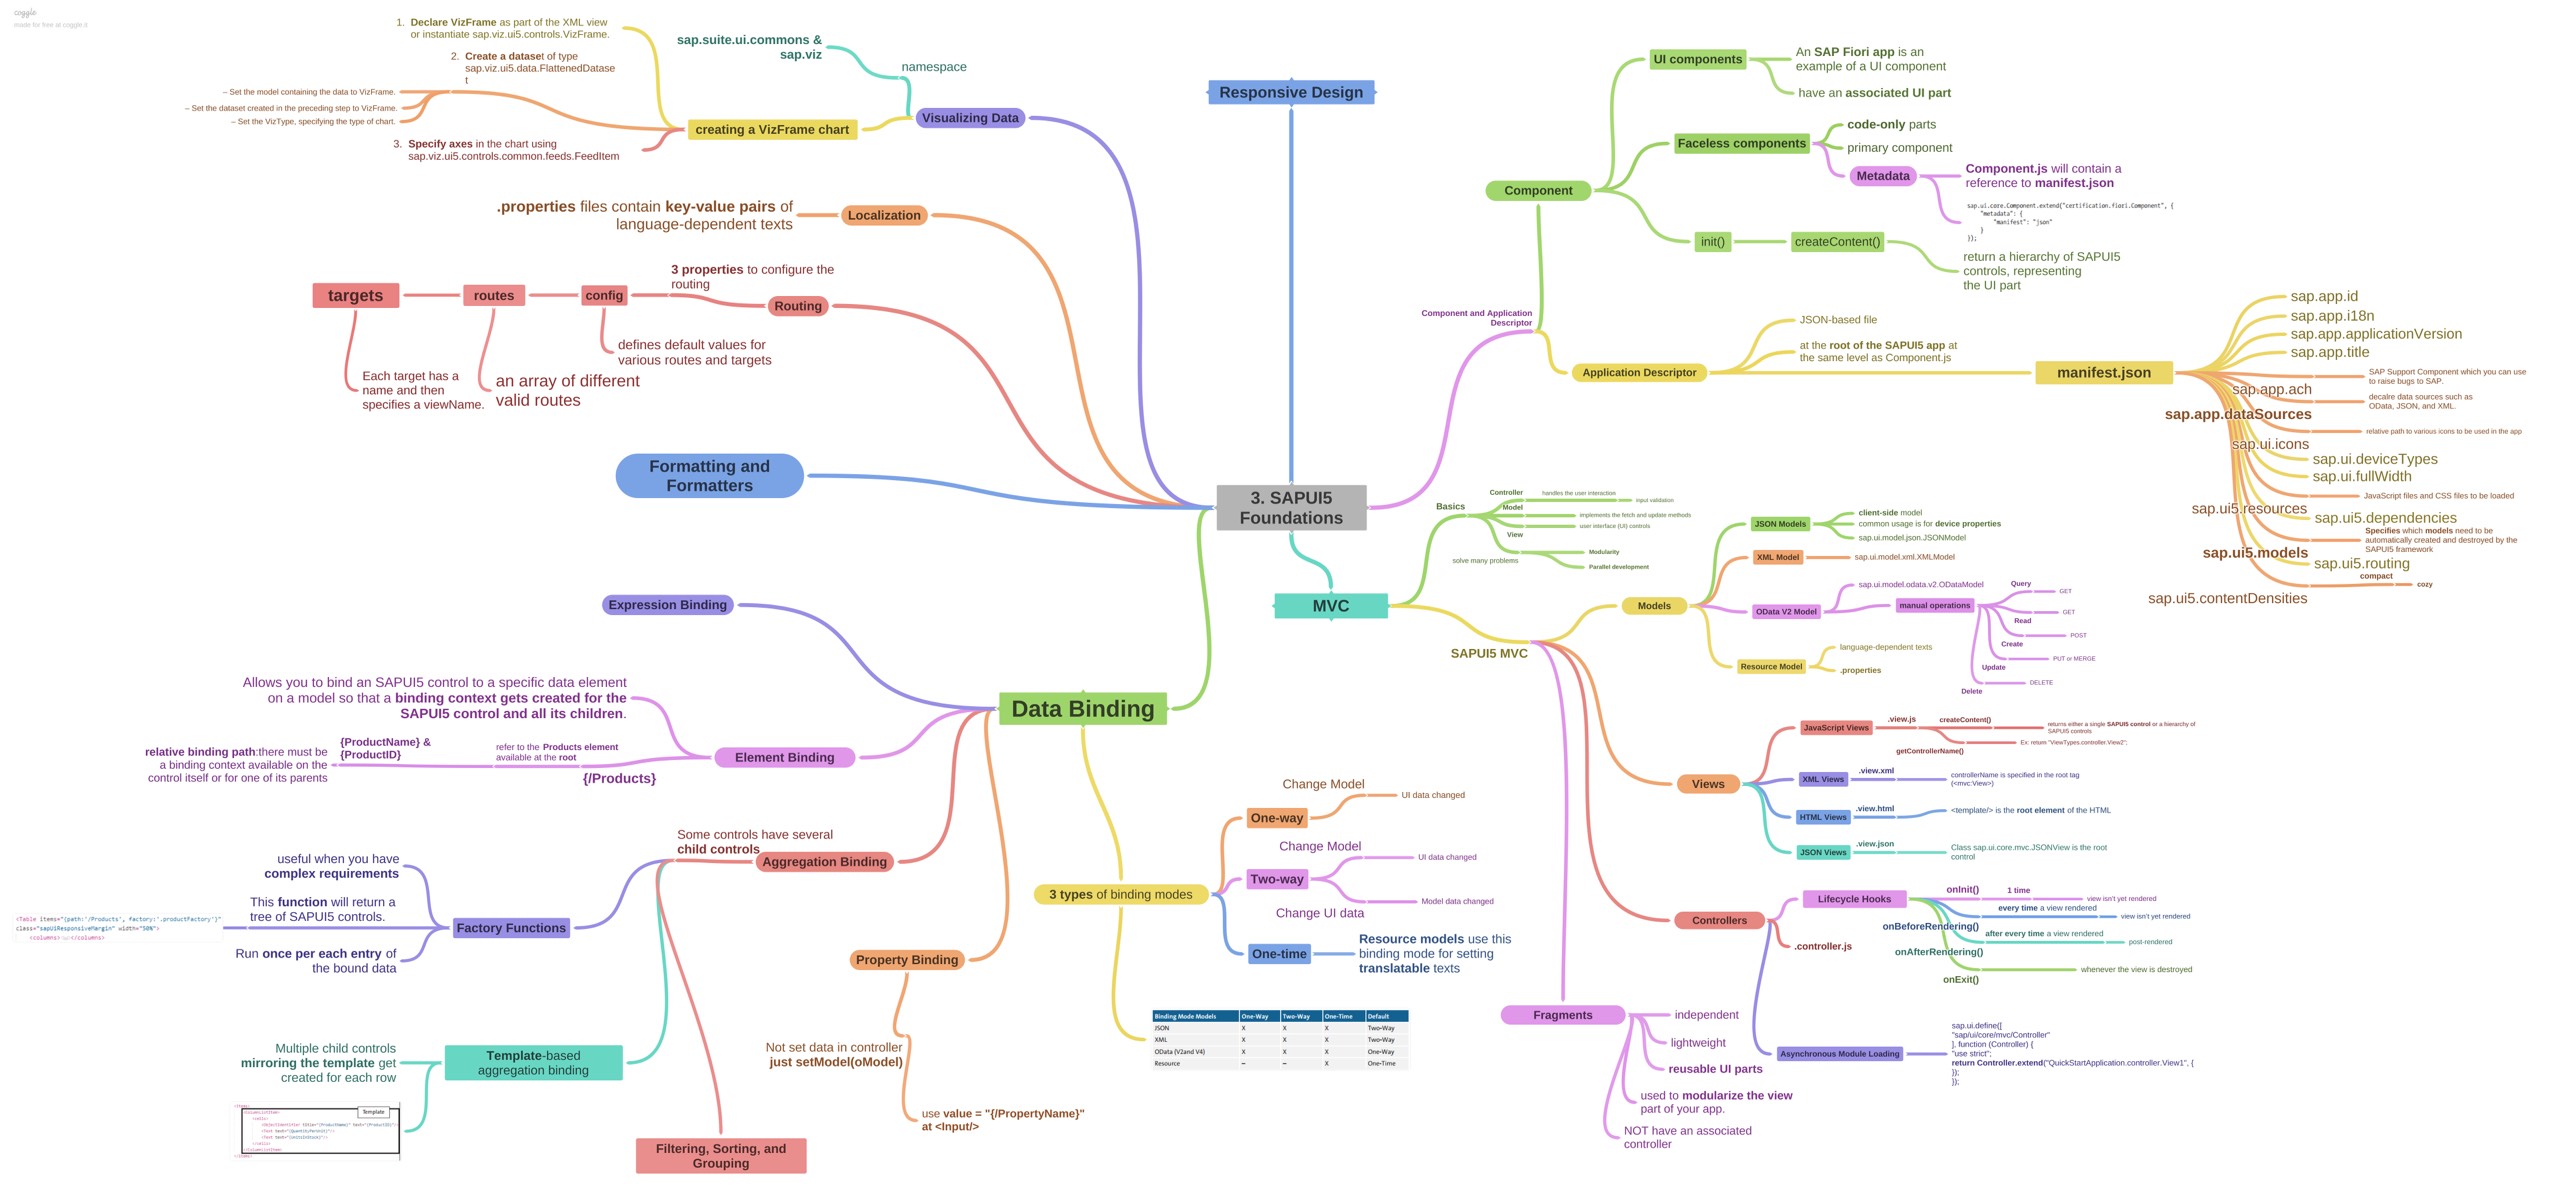 coggle
made for free at coggle.it
3. SAPUI5
Foundations
Responsive Design
Visualizing Data
namespace
sap.suite.ui.commons &
sap.viz
creating a VizFrame chart
1. Declare VizFrame as part of the XML view
or instantiate sap.viz.ui5.controls.VizFrame.
2. Create a dataset of type
sap.viz.ui5.data.FlattenedDatase
t
– Set the model containing the data to VizFrame.
– Set the dataset created in the preceding step to VizFrame.
– Set the VizType, specifying the type of chart.
3. Specify axes in the chart using
sap.viz.ui5.controls.common.feeds.FeedItem
Localization
.properties files contain key-value pairs of
language-dependent texts
Routing
3 properties to configure the
routing
config
defines default values for
various routes and targets
routes
an array of different
valid routes
targets
Each target has a
name and then
specifies a viewName.
Formatting and
Formatters
Data Binding
Expression Binding
Element Binding
Allows you to bind an SAPUI5 control to a specific data element
on a model so that a binding context gets created for the
SAPUI5 control and all its children.
{/Products}
refer to the Products element
available at the root
{ProductName} &
{ProductID}
relative binding path:there must be
a binding context available on the
control itself or for one of its parents
Aggregation Binding
Some controls have several
child controls
Factory Functions
useful when you have
complex requirements
This function will return a
tree of SAPUI5 controls.
<Table items="{path:'/Products', factory:'.productFactory'}"
class="sapUiResponsiveMargin" width="50%">
<columns>...</columns>
Run once per each entry of
the bound data
Template-based
aggregation binding
Multiple child controls
mirroring the template get
created for each row
Template
<items>
<ColumnListItem>
<cells>
</cells>
</ColumnListItem>
</items>
Filtering, Sorting, and
Grouping
Property Binding
Not set data in controller
just setModel(oModel)
use value = "{/PropertyName}"
at <Input/>
3 types of binding modes
One-way
Change Model
UI data changed
Two-way
Change Model
UI data changed
Change UI data
Model data changed
One-time
Resource models use this
binding mode for setting
translatable texts
Binding Mode Models One-Way Two-Way One-Time Default
JSON X X X Two-Way
XML X X X Two-Way
OData (V2and V4) X X X One-Way
Resource – – X One-Time
Component and Application
Descriptor
Component
UI components
An SAP Fiori app is an
example of a UI component
have an associated UI part
Faceless components
code-only parts
primary component
Metadata
Component.js will contain a
reference to manifest.json
sap.ui.core.Component.extend("certification.fiori.Component", {
"metadata": {
"manifest": "json"
}
});
init()
createContent()
return a hierarchy of SAPUI5
controls, representing
the UI part
Application Descriptor
JSON-based file
at the root of the SAPUI5 app at
the same level as Component.js
manifest.json
sap.app.id
sap.app.i18n
sap.app.applicationVersion
sap.app.title
sap.app.ach
SAP Support Component which you can use
to raise bugs to SAP.
sap.app.dataSources
decalre data sources such as
OData, JSON, and XML.
sap.ui.icons
relative path to various icons to be used in the app
sap.ui.deviceTypes
sap.ui.fullWidth
sap.ui5.resources
JavaScript files and CSS files to be loaded
sap.ui5.dependencies
sap.ui5.models
Specifies which models need to be
automatically created and destroyed by the
SAPUI5 framework
sap.ui5.routing
sap.ui5.contentDensities
compact
cozy
MVC
Basics
Controller
handles the user interaction
input validation
Model
implements the fetch and update methods
View
user interface (UI) controls
solve many problems
Modularity
Parallel development
SAPUI5 MVC
Models
JSON Models
client-side model
common usage is for device properties
sap.ui.model.json.JSONModel
XML Model
sap.ui.model.xml.XMLModel
OData V2 Model
sap.ui.model.odata.v2.ODataModel
manual operations
Query
GET
Read
GET
Create
POST
Update
PUT or MERGE
Delete
DELETE
Resource Model
language-dependent texts
.properties
Views
JavaScript Views
.view.js
createContent()
returns either a single SAPUI5 control or a hierarchy of
SAPUI5 controls
getControllerName()
Ex: return "ViewTypes.controller.View2";
XML Views
.view.xml
controllerName is specified in the root tag
(<mvc:View>)
HTML Views
.view.html
<template/> is the root element of the HTML
JSON Views
.view.json
Class sap.ui.core.mvc.JSONView is the root
control
Controllers
Lifecycle Hooks
onInit()
1 time
view isn't yet rendered
onBeforeRendering()
every time a view rendered
view isn't yet rendered
onAfterRendering()
after every time a view rendered
post-rendered
onExit()
whenever the view is destroyed
.controller.js
Asynchronous Module Loading
sap.ui.define([
"sap/ui/core/mvc/Controller"
], function (Controller) {
"use strict";
return Controller.extend("QuickStartApplication.controller.View1", {
});
});
Fragments
independent
lightweight
reusable UI parts
used to modularize the view
part of your app.
NOT have an associated
controller